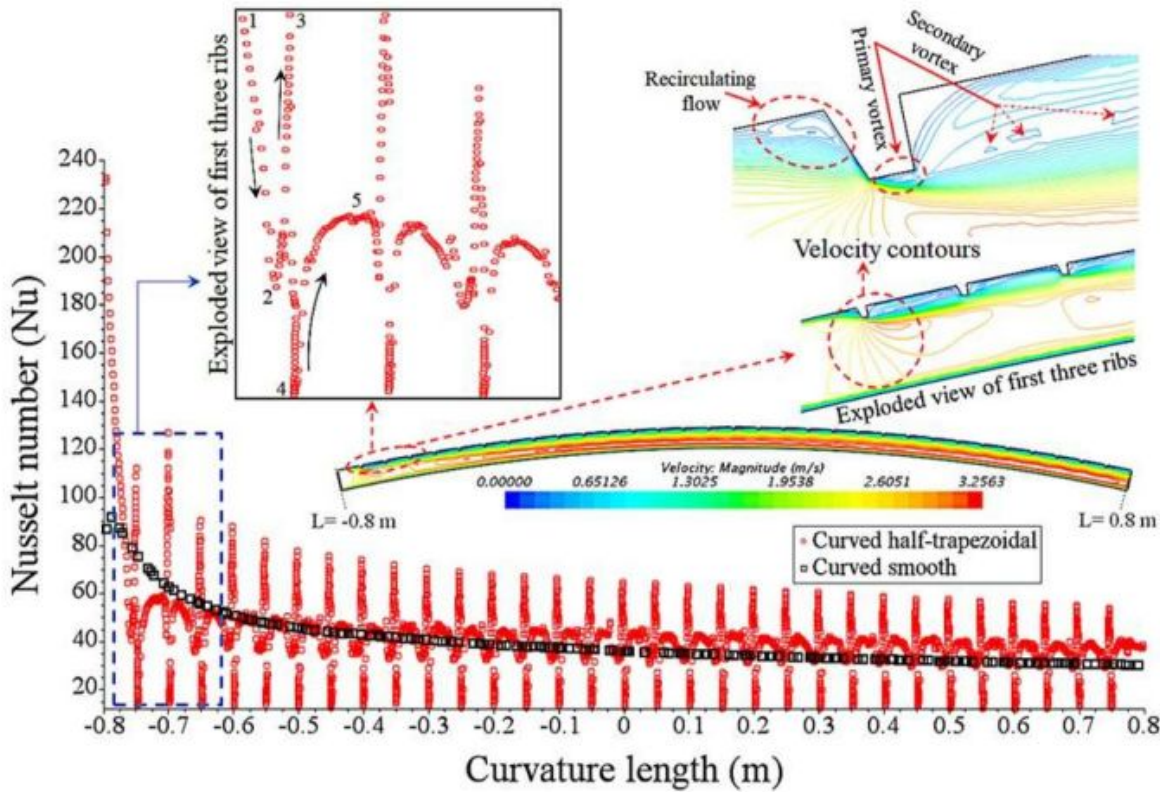 Nusselt number (Nu)
240
220
200
180
160
140
120
100
80
60
40
20
Exploded view of first three ribs
1
3
5
2
4
Recirculating
flow
Primary vortex
Secondary
vortex
Velocity contours
Exploded view of first three ribs
Velocity: Magnitude (m/s)
0.00000 0.65126 1.3025 1.9538 2.6051 3.2563
L= -0.8 m
L= 0.8 m
Curved half-trapezoidal
Curved smooth
-0.8 -0.7 -0.6 -0.5 -0.4 -0.3 -0.2 -0.1 0 0.1 0.2 0.3 0.4 0.5 0.6 0.7 0.8
Curvature length (m)